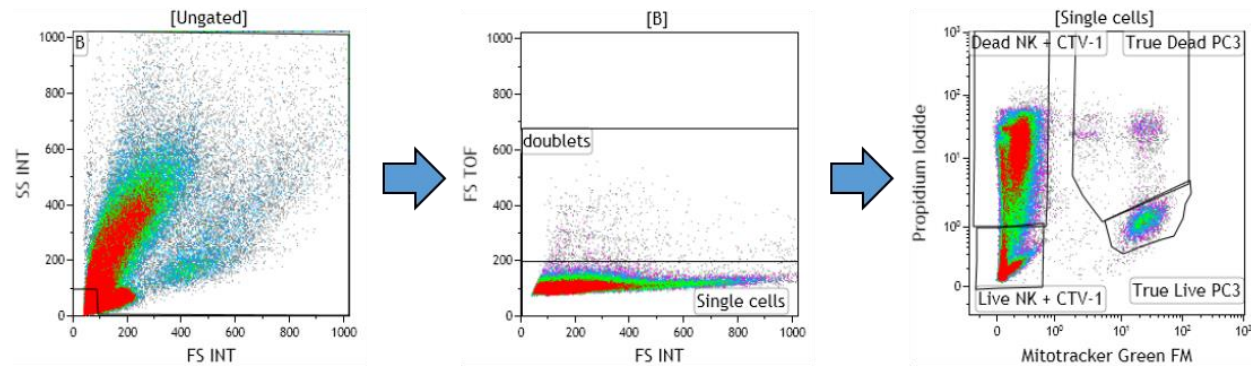 [Ungated]
B
1000
800
600
400
200
0
0
200
400
600
800
1000
SS INT
FS INT
[B]
doublets
Single cells
1000
800
600
400
200
0
0
200
400
600
800
1000
FS TOF
FS INT
[Single cells]
Dead NK + CTV-1
True Dead PC3
Live NK + CTV-1
True Live PC3
10³
10²
10¹
10⁰
0
0
10⁰
10¹
10²
10³
Propidium Iodide
Mitotracker Green FM